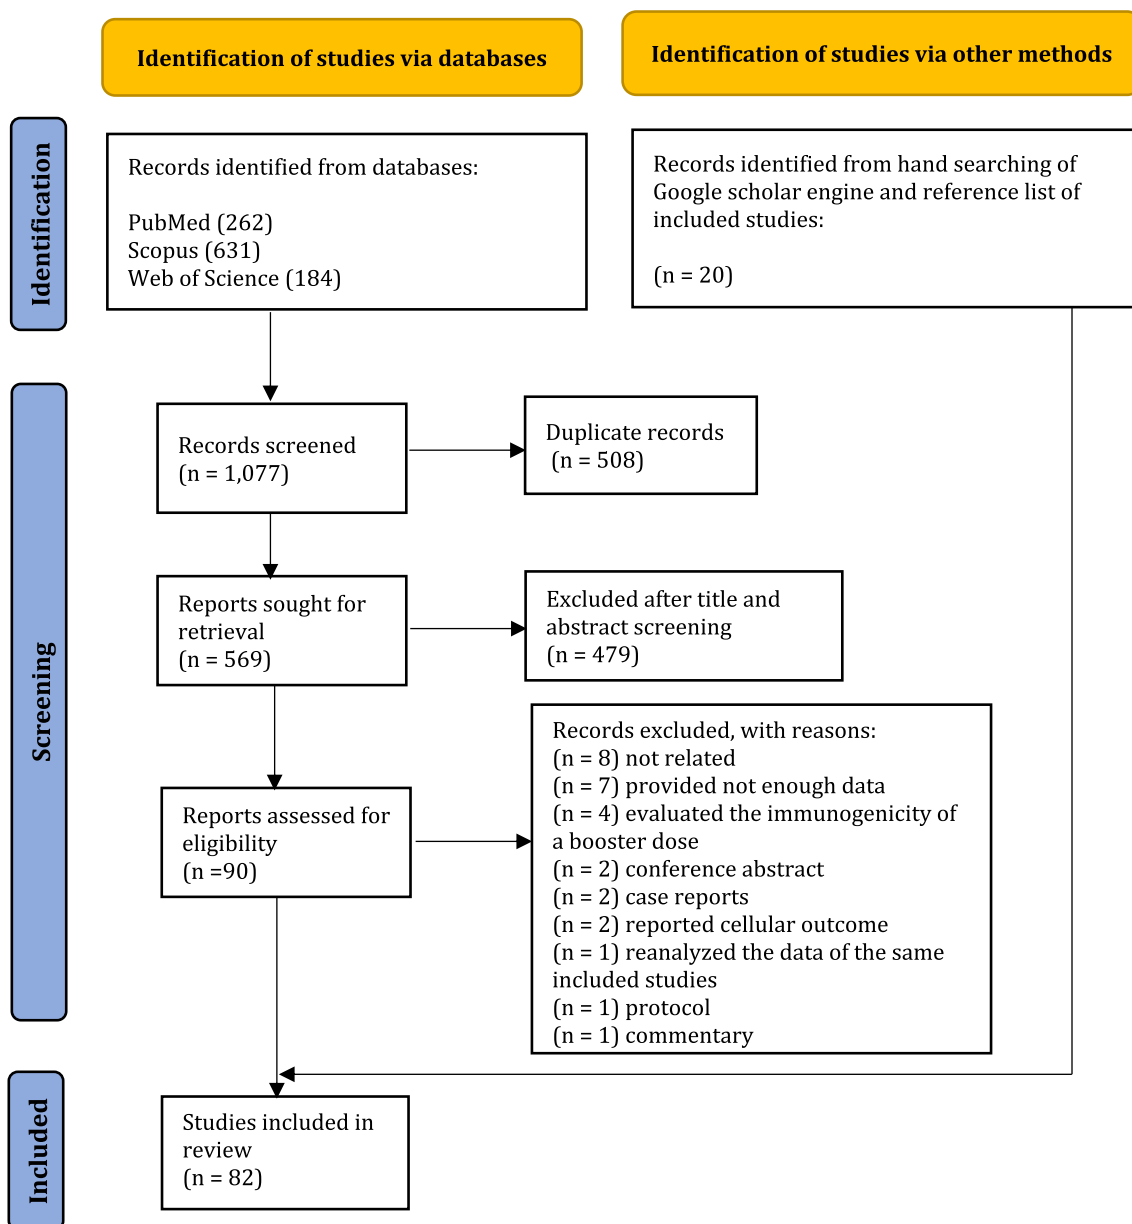 Identification of studies via databases
Identification of studies via other methods
Identification
Records identified from databases:
PubMed (262)
Scopus (631)
Web of Science (184)
Records identified from hand searching of
Google scholar engine and reference list of
included studies:
(n = 20)
Screening
Records screened
(n = 1,077)
Duplicate records
(n = 508)
Reports sought for
retrieval
(n = 569)
Excluded after title and
abstract screening
(n = 479)
Reports assessed for
eligibility
(n =90)
Records excluded, with reasons:
(n = 8) not related
(n = 7) provided not enough data
(n = 4) evaluated the immunogenicity of
a booster dose
(n = 2) conference abstract
(n = 2) case reports
(n = 2) reported cellular outcome
(n = 1) reanalyzed the data of the same
included studies
(n = 1) protocol
(n = 1) commentary
Included
Studies included in
review
(n = 82)